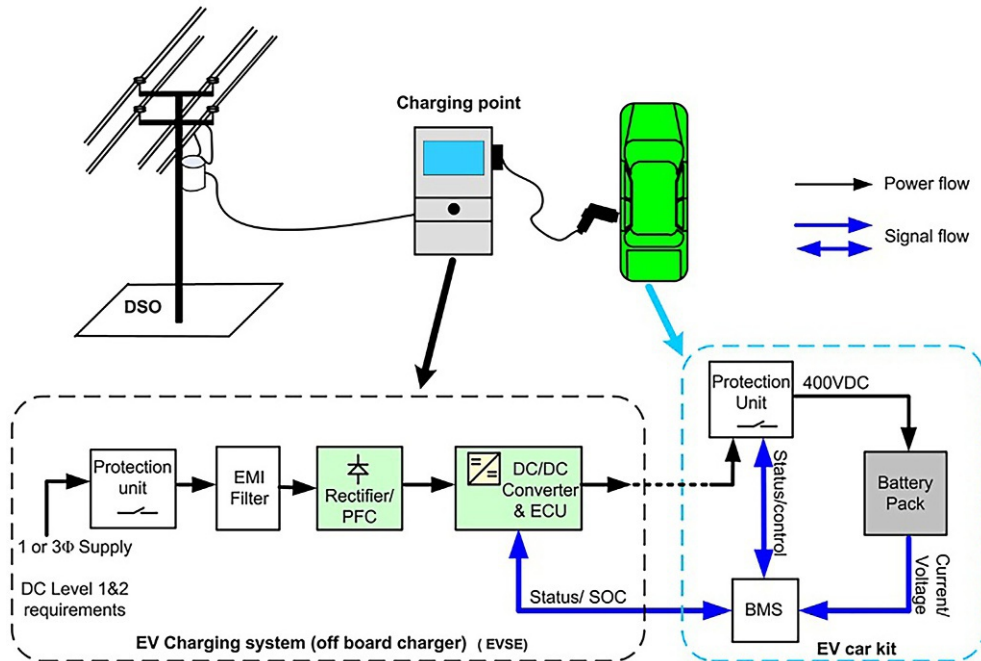 Charging point
DSO
Power flow
Signal flow
Protection
unit
EMI
Filter
Rectifier/
PFC
DC/DC
Converter
& ECU
1 or 3Φ Supply
DC Level 1&2
requirements
Status/ SOC
EV Charging system (off board charger) ( EVSE)
Protection
Unit
400VDC
Status/control
Battery
Pack
Current/
Voltage
BMS
EV car kit